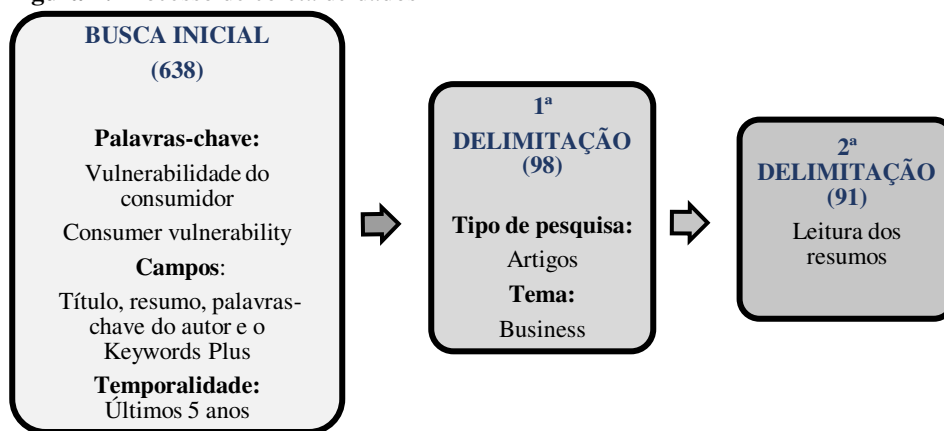 BUSCA INICIAL
(638)
Palavras-chave:
Vulnerabilidade do
consumidor
Consumer vulnerability
Campos:
Título, resumo, palavras-
chave do autor e o
Keywords Plus
Temporalidade:
Últimos 5 anos
1ª
DELIMITAÇÃO
(98)
Tipo de pesquisa:
Artigos
Tema:
Business
2ª
DELIMITAÇÃO
(91)
Leitura dos
resumos